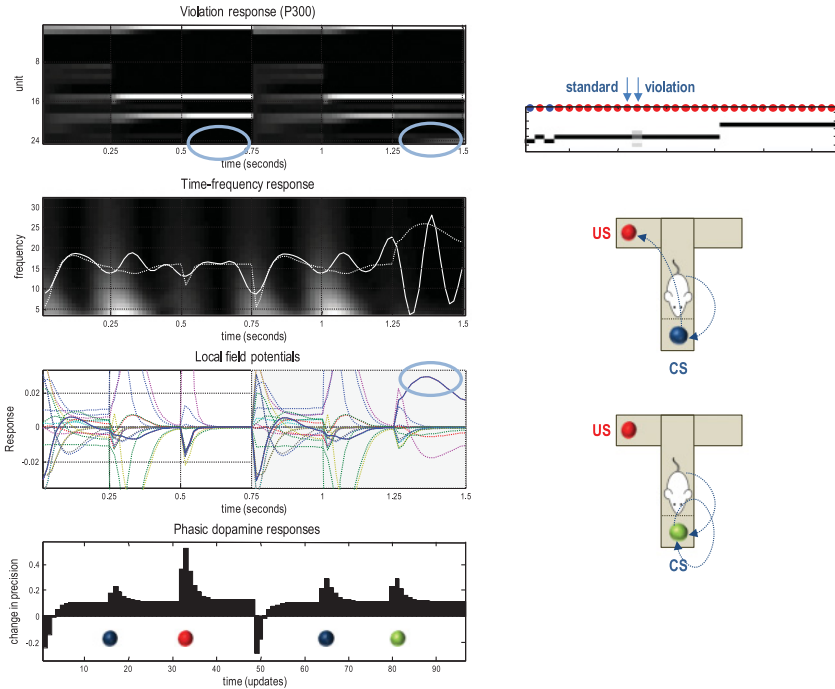 Violation response (P300)
unit
8
16
24
0.25
0.5
0.75
1
1.25
1.5
time (seconds)
standard
violation
Time-frequency response
frequency
30
25
20
15
10
5
0.25
0.5
0.75
1
1.25
1.5
time (seconds)
US
CS
Local field potentials
Response
0.02
0
-0.02
0.25
0.5
0.75
1
1.25
1.5
time (seconds)
US
CS
Phasic dopamine responses
change in precision
0.4
0.2
0
-0.2
10
20
30
40
50
60
70
80
90
time (updates)